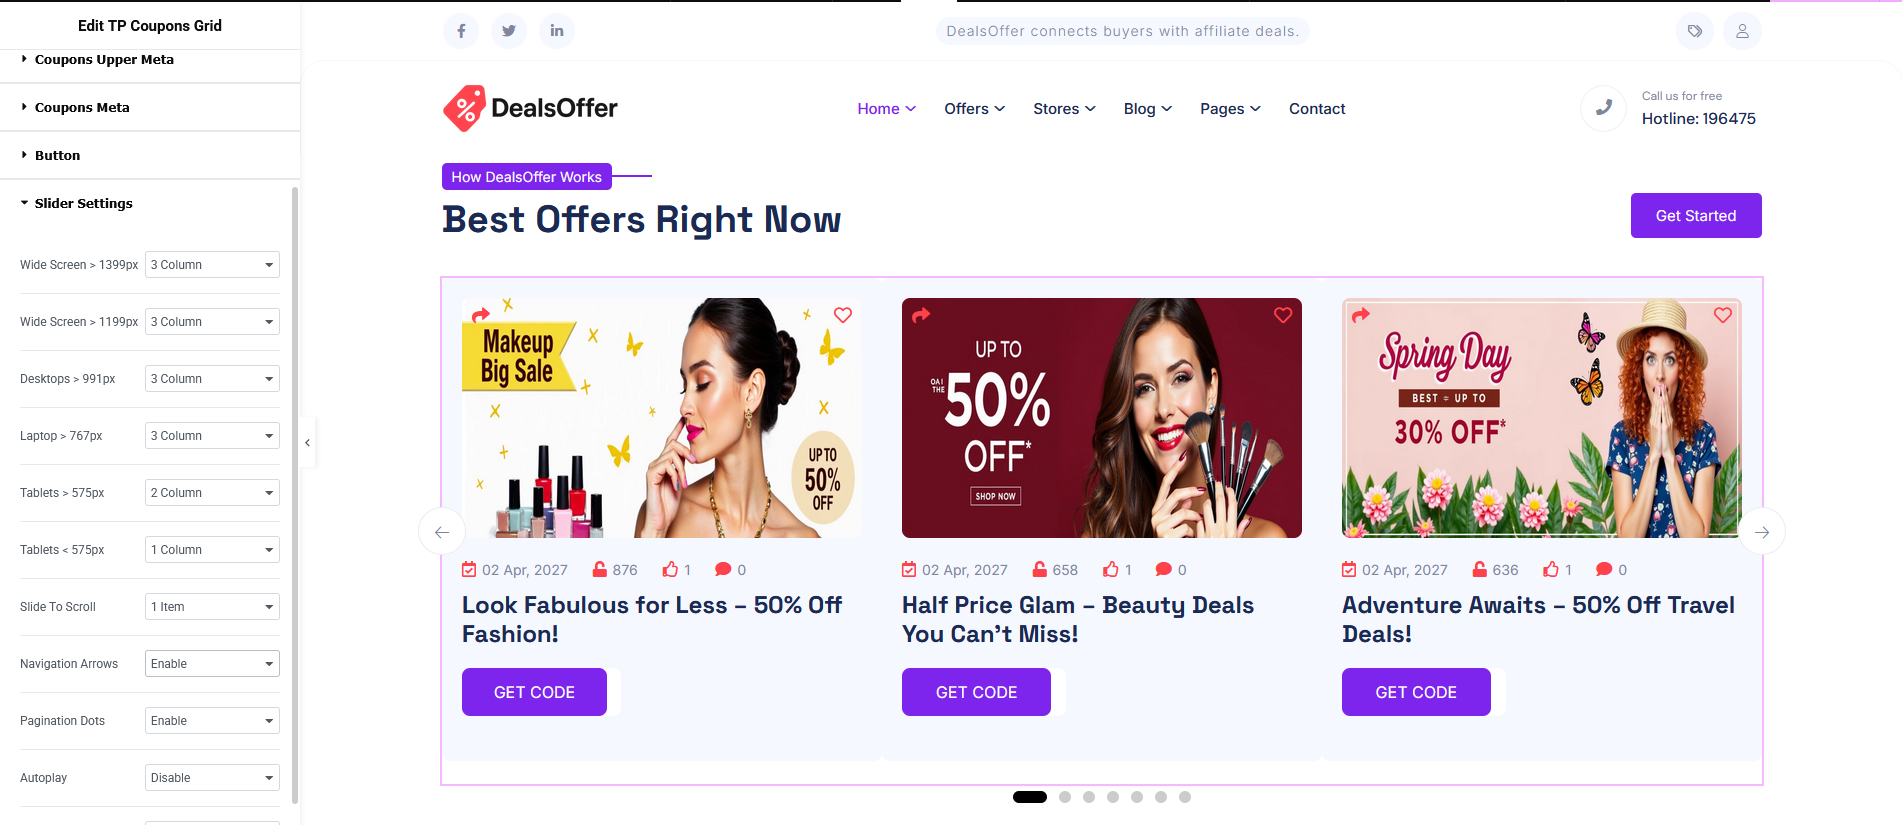 Edit TP Coupons Grid
Coupons Upper Meta
Coupons Meta
Button
Slider Settings
Wide Screen > 1399px 3 Column
Wide Screen > 1199px 3 Column
Desktops > 991px 3 Column
Laptop > 767px 3 Column
Tablets > 575px 2 Column
Tablets < 575px 1 Column
Slide To Scroll 1 Item
Navigation Arrows Enable
Pagination Dots Enable
Autoplay Disable
DealsOffer connects buyers with affiliate deals.
DealsOffer
Home Offers Stores Blog Pages Contact
Call us for free
Hotline: 196475
How DealsOffer Works
Best Offers Right Now
Get Started
Makeup
Big Sale
UP TO
50%
OFF
02 Apr, 2027 876 1 0
Look Fabulous for Less – 50% Off
Fashion!
GET CODE
UP TO
OA I
THE
50%
OFF*
SHOP NOW
02 Apr, 2027 658 1 0
Half Price Glam – Beauty Deals
You Can’t Miss!
GET CODE
Spring Day
BEST = UP TO
30% OFF*
02 Apr, 2027 636 1 0
Adventure Awaits – 50% Off Travel
Deals!
GET CODE